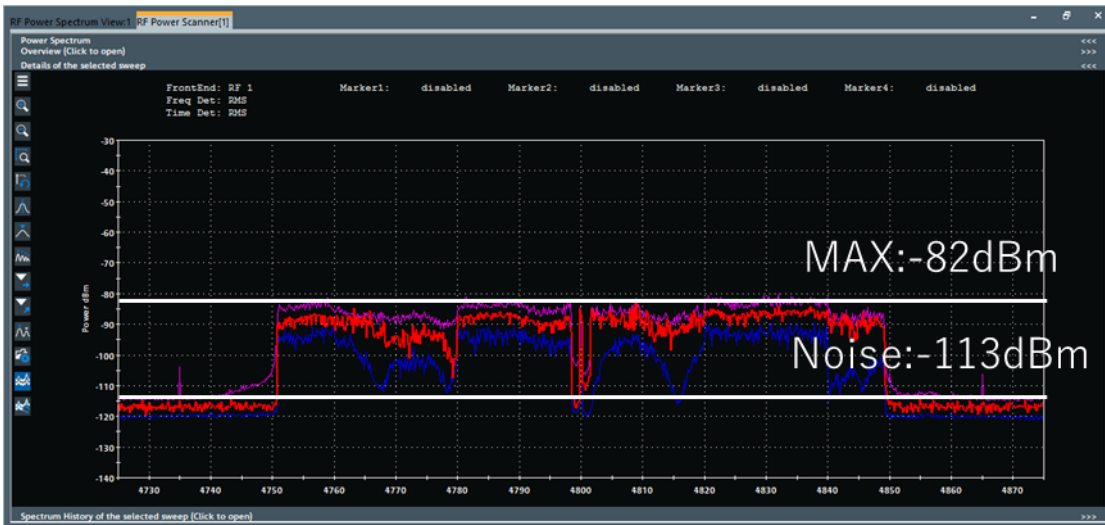 RF Power Spectrum View:1 RF Power Scanner[1]
Power Spectrum <<<
Overview (Click to open) >>>
Details of the selected sweep <<<
FrontEnd: RF 1 Marker1: disabled Marker2: disabled Marker3: disabled Marker4: disabled
Freq Det: RMS
Time Det: RMS
-30
-40
-50
-60
MAX:-82dBm
-70
-80
Power dBm
-90
Noise:-113dBm
-100
-110
-120
-130
-140
4730 4740 4750 4760 4770 4780 4790 4800 4810 4820 4830 4840 4850 4860 4870
Spectrum History of the selected sweep (Click to open) >>>